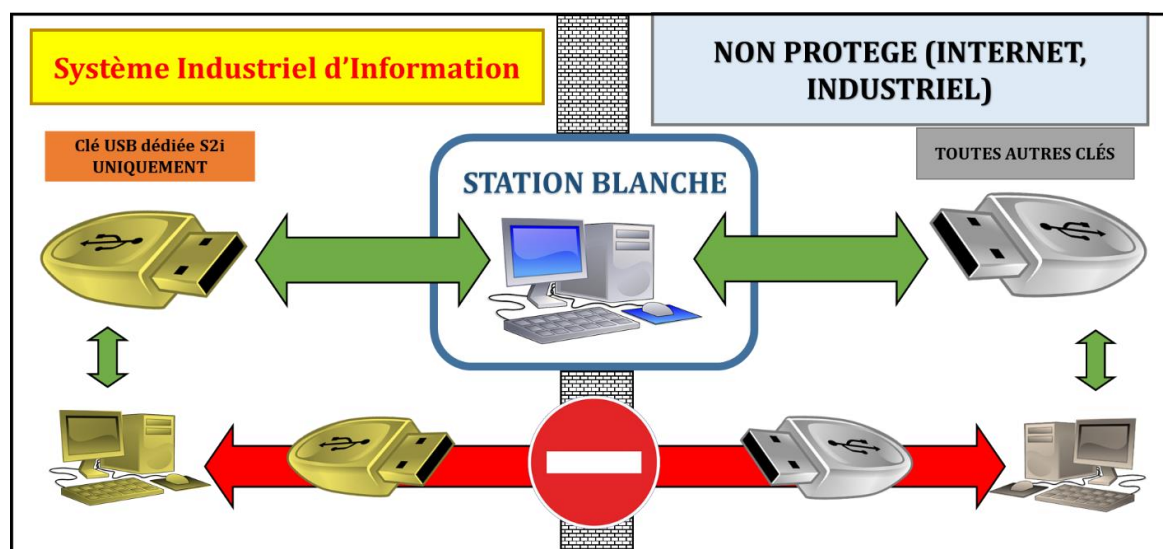 Système Industriel d’Information
NON PROTEGE (INTERNET,
INDUSTRIEL)
Clé USB dédiée S2i
UNIQUEMENT
STATION BLANCHE
TOUTES AUTRES CLÉS